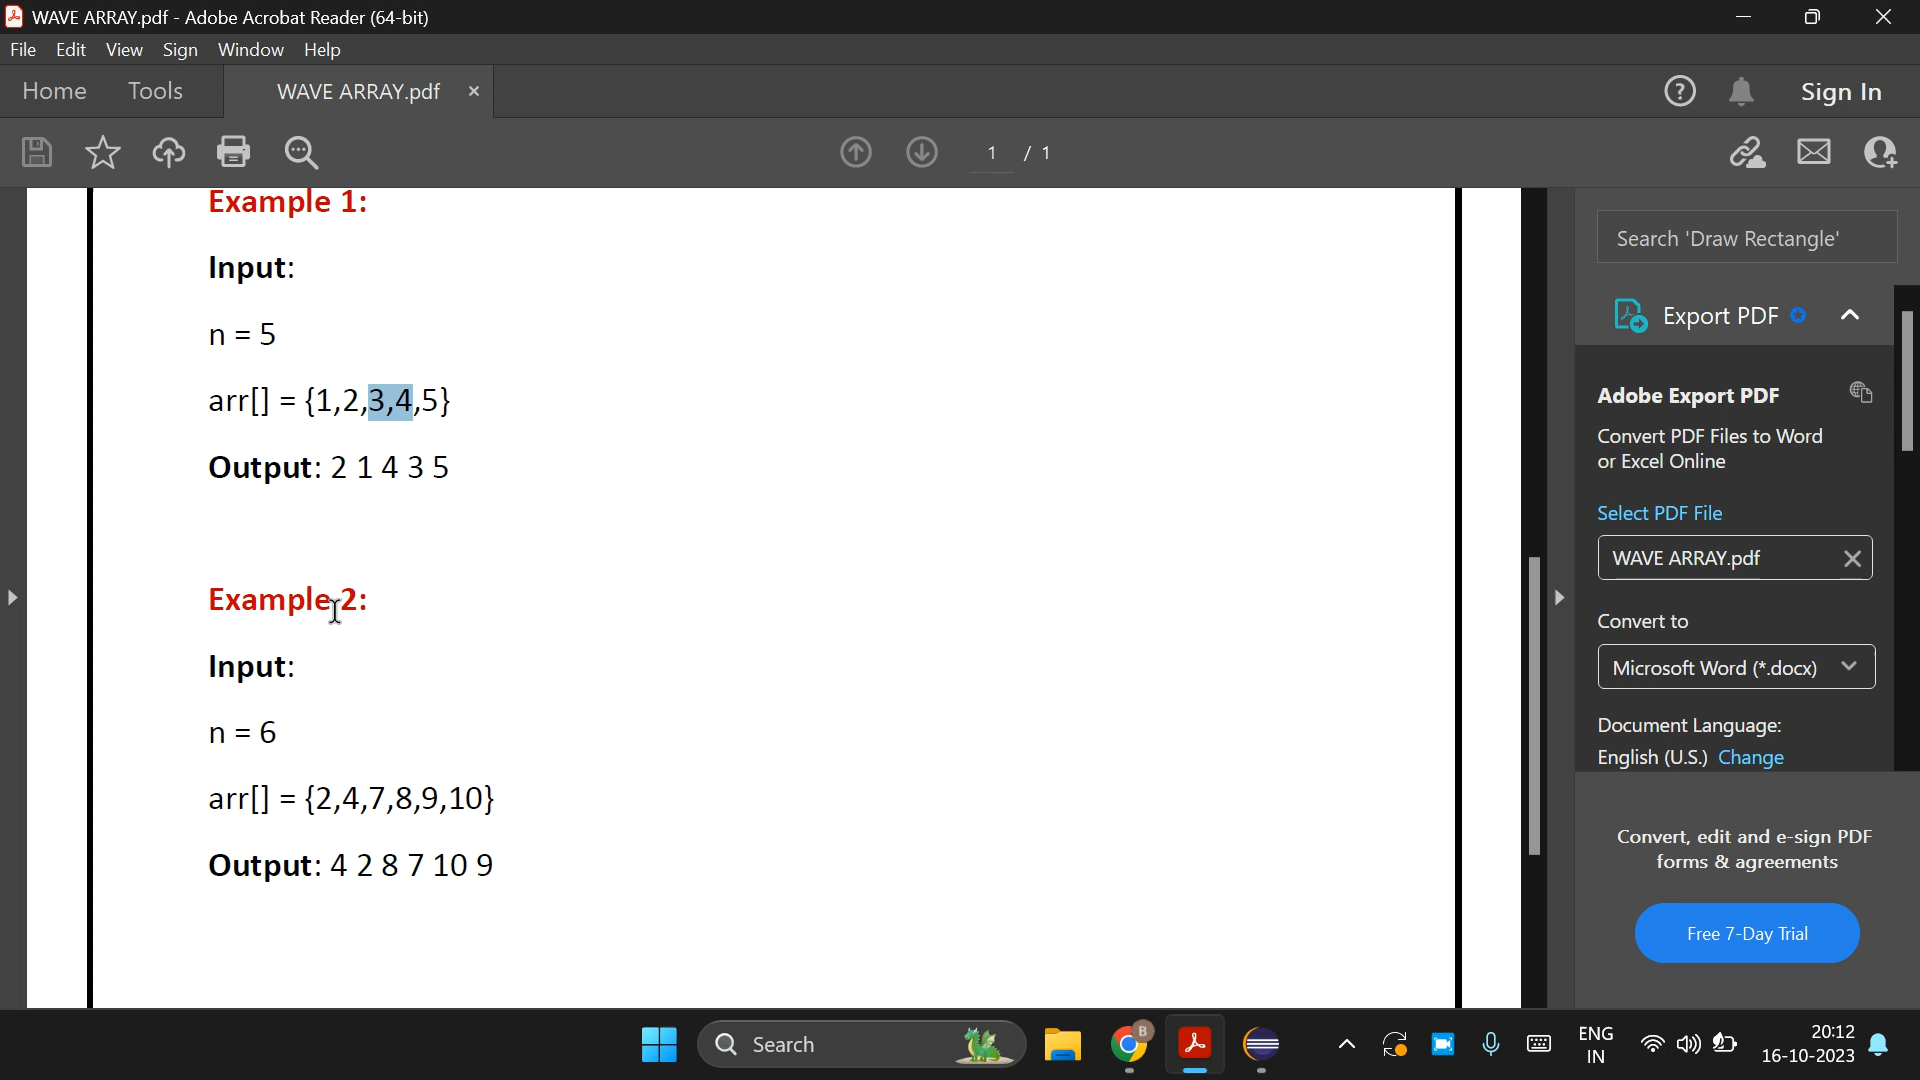 WAVE ARRAY.pdf - Adobe Acrobat Reader (64-bit)
File Edit View Sign Window Help
Home Tools WAVE ARRAY.pdf Sign In
1 / 1
Example 1:
Input:
n = 5
arr[] = {1,2,3,4,5}
Output: 2 1 4 3 5
Example 2:
Input:
n = 6
arr[] = {2,4,7,8,9,10}
Output: 4 2 8 7 10 9
Search 'Draw Rectangle'
Export PDF
Adobe Export PDF
Convert PDF Files to Word
or Excel Online
Select PDF File
WAVE ARRAY.pdf
Convert to
Microsoft Word (*.docx)
Document Language:
English (U.S.) Change
Convert, edit and e-sign PDF
forms & agreements
Free 7-Day Trial
Search
B
ENG
IN
20:12
16-10-2023